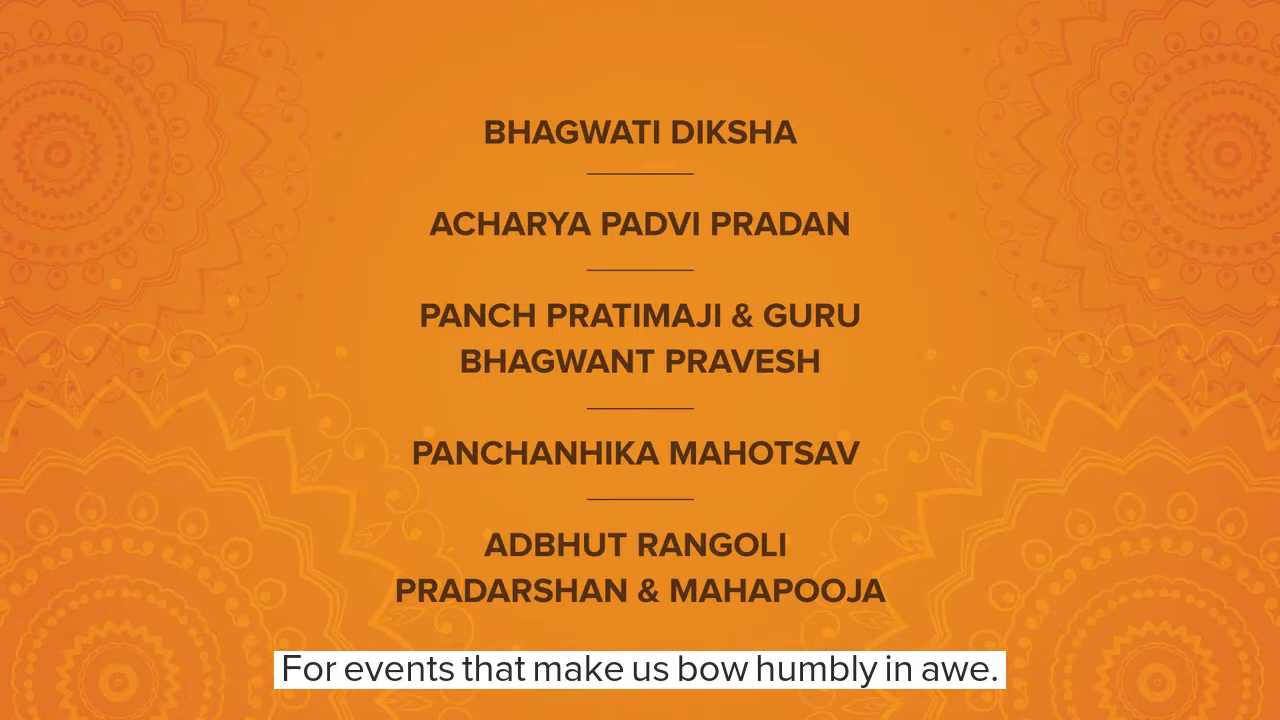 BHAGWATI DIKSHA
ACHARYA PADVI PRADAN
PANCH PRATIMAJI & GURU
BHAGWANT PRAVESH
PANCHANHIKA MAHOTSAV
ADBHUT RANGOLI
PRADARSHAN & MAHAPOOJA
For events that make us bow humbly in awe.